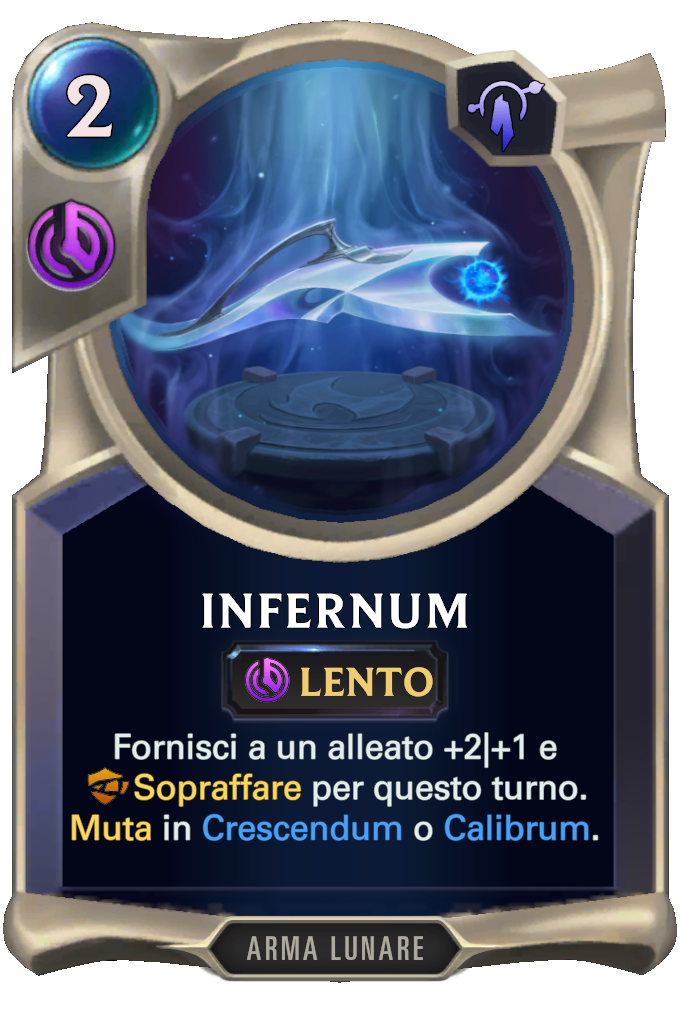 2
INFERNUM
LENTO
Fornisci a un alleato +2|+1 e
Sopraffare per questo turno.
Muta in Crescendum o Calibrum.
ARMA LUNARE